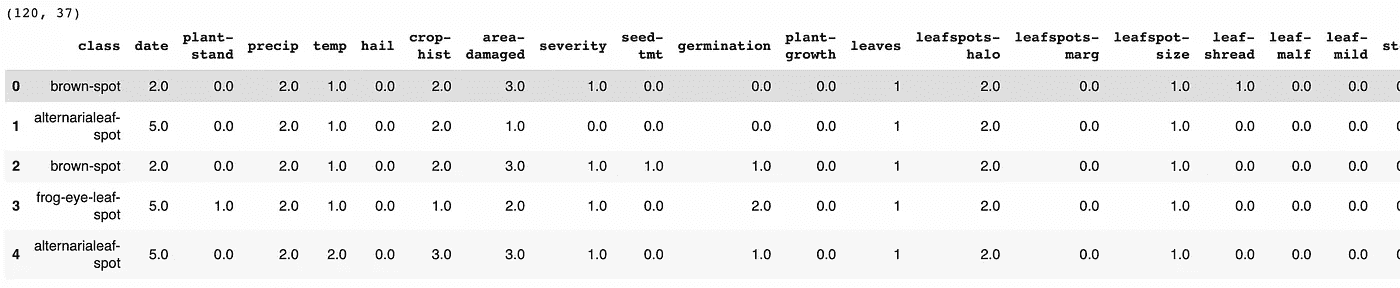 (120, 37)
class date plant-stand precip temp hail crop-hist area-damaged severity seed-tmt germination plant-growth leaves leafspots-halo leafspots-marg leafspot-size leaf-shread leaf-malf leaf-mild st
0 brown-spot 2.0 0.0 2.0 1.0 0.0 2.0 3.0 1.0 0.0 0.0 0.0 1 2.0 0.0 1.0 1.0 0.0 0.0
1 alternarialeaf-spot 5.0 0.0 2.0 1.0 0.0 2.0 1.0 0.0 0.0 0.0 0.0 1 2.0 0.0 1.0 0.0 0.0 0.0
2 brown-spot 2.0 0.0 2.0 1.0 0.0 2.0 3.0 1.0 1.0 1.0 0.0 1 2.0 0.0 1.0 0.0 0.0 0.0
3 frog-eye-leaf-spot 5.0 1.0 2.0 1.0 0.0 1.0 2.0 1.0 0.0 2.0 0.0 1 2.0 0.0 1.0 0.0 0.0 0.0
4 alternarialeaf-spot 5.0 0.0 2.0 2.0 0.0 3.0 3.0 1.0 0.0 1.0 0.0 1 2.0 0.0 1.0 0.0 0.0 0.0